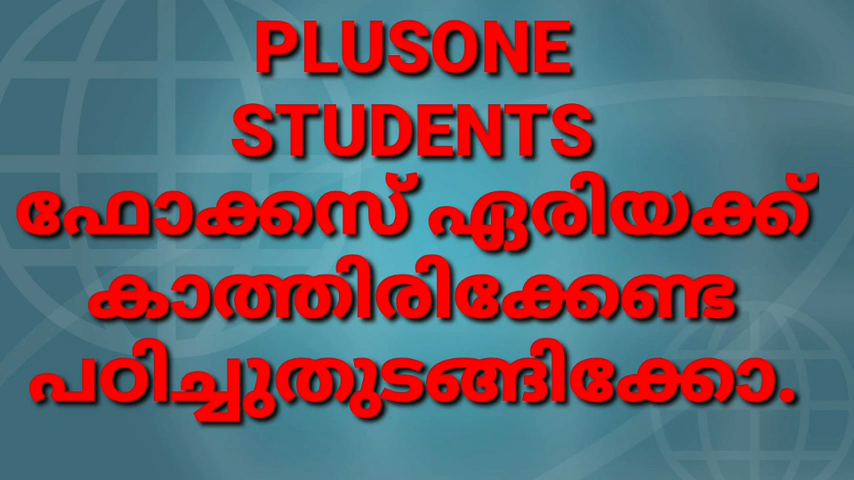 PLUSONE
STUDENTS
ഫോക്കസ് ഏരിയക്ക്
കാത്തിരിക്കേണ്ട
പഠിച്ചുതുടങ്ങിക്കോ.